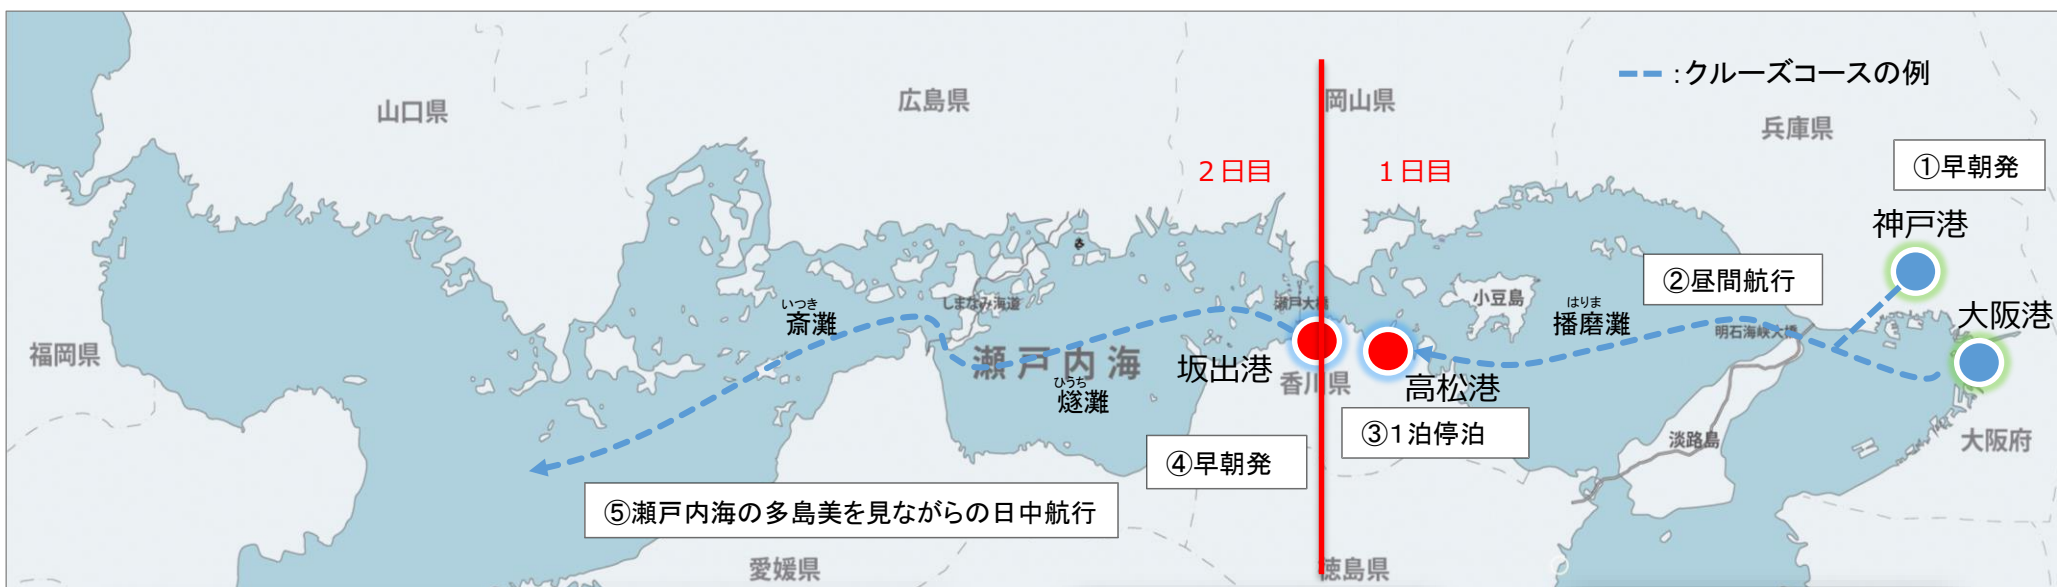 : クルーズコースの例
山口県
広島県
岡山県
兵庫県
2日目
1日目
①早朝発
神戸港
②昼間航行
大阪港
小豆島
はりま
播磨灘
明石海峡大橋
いつき
斎灘
しまなみ海道
瀬戸大橋
福岡県
瀬戸内海
ひうち
燧灘
坂出港
香川県
高松港
③1泊停泊
④早朝発
淡路島
大阪府
⑤瀬戸内海の多島美を見ながらの日中航行
愛媛県
徳島県